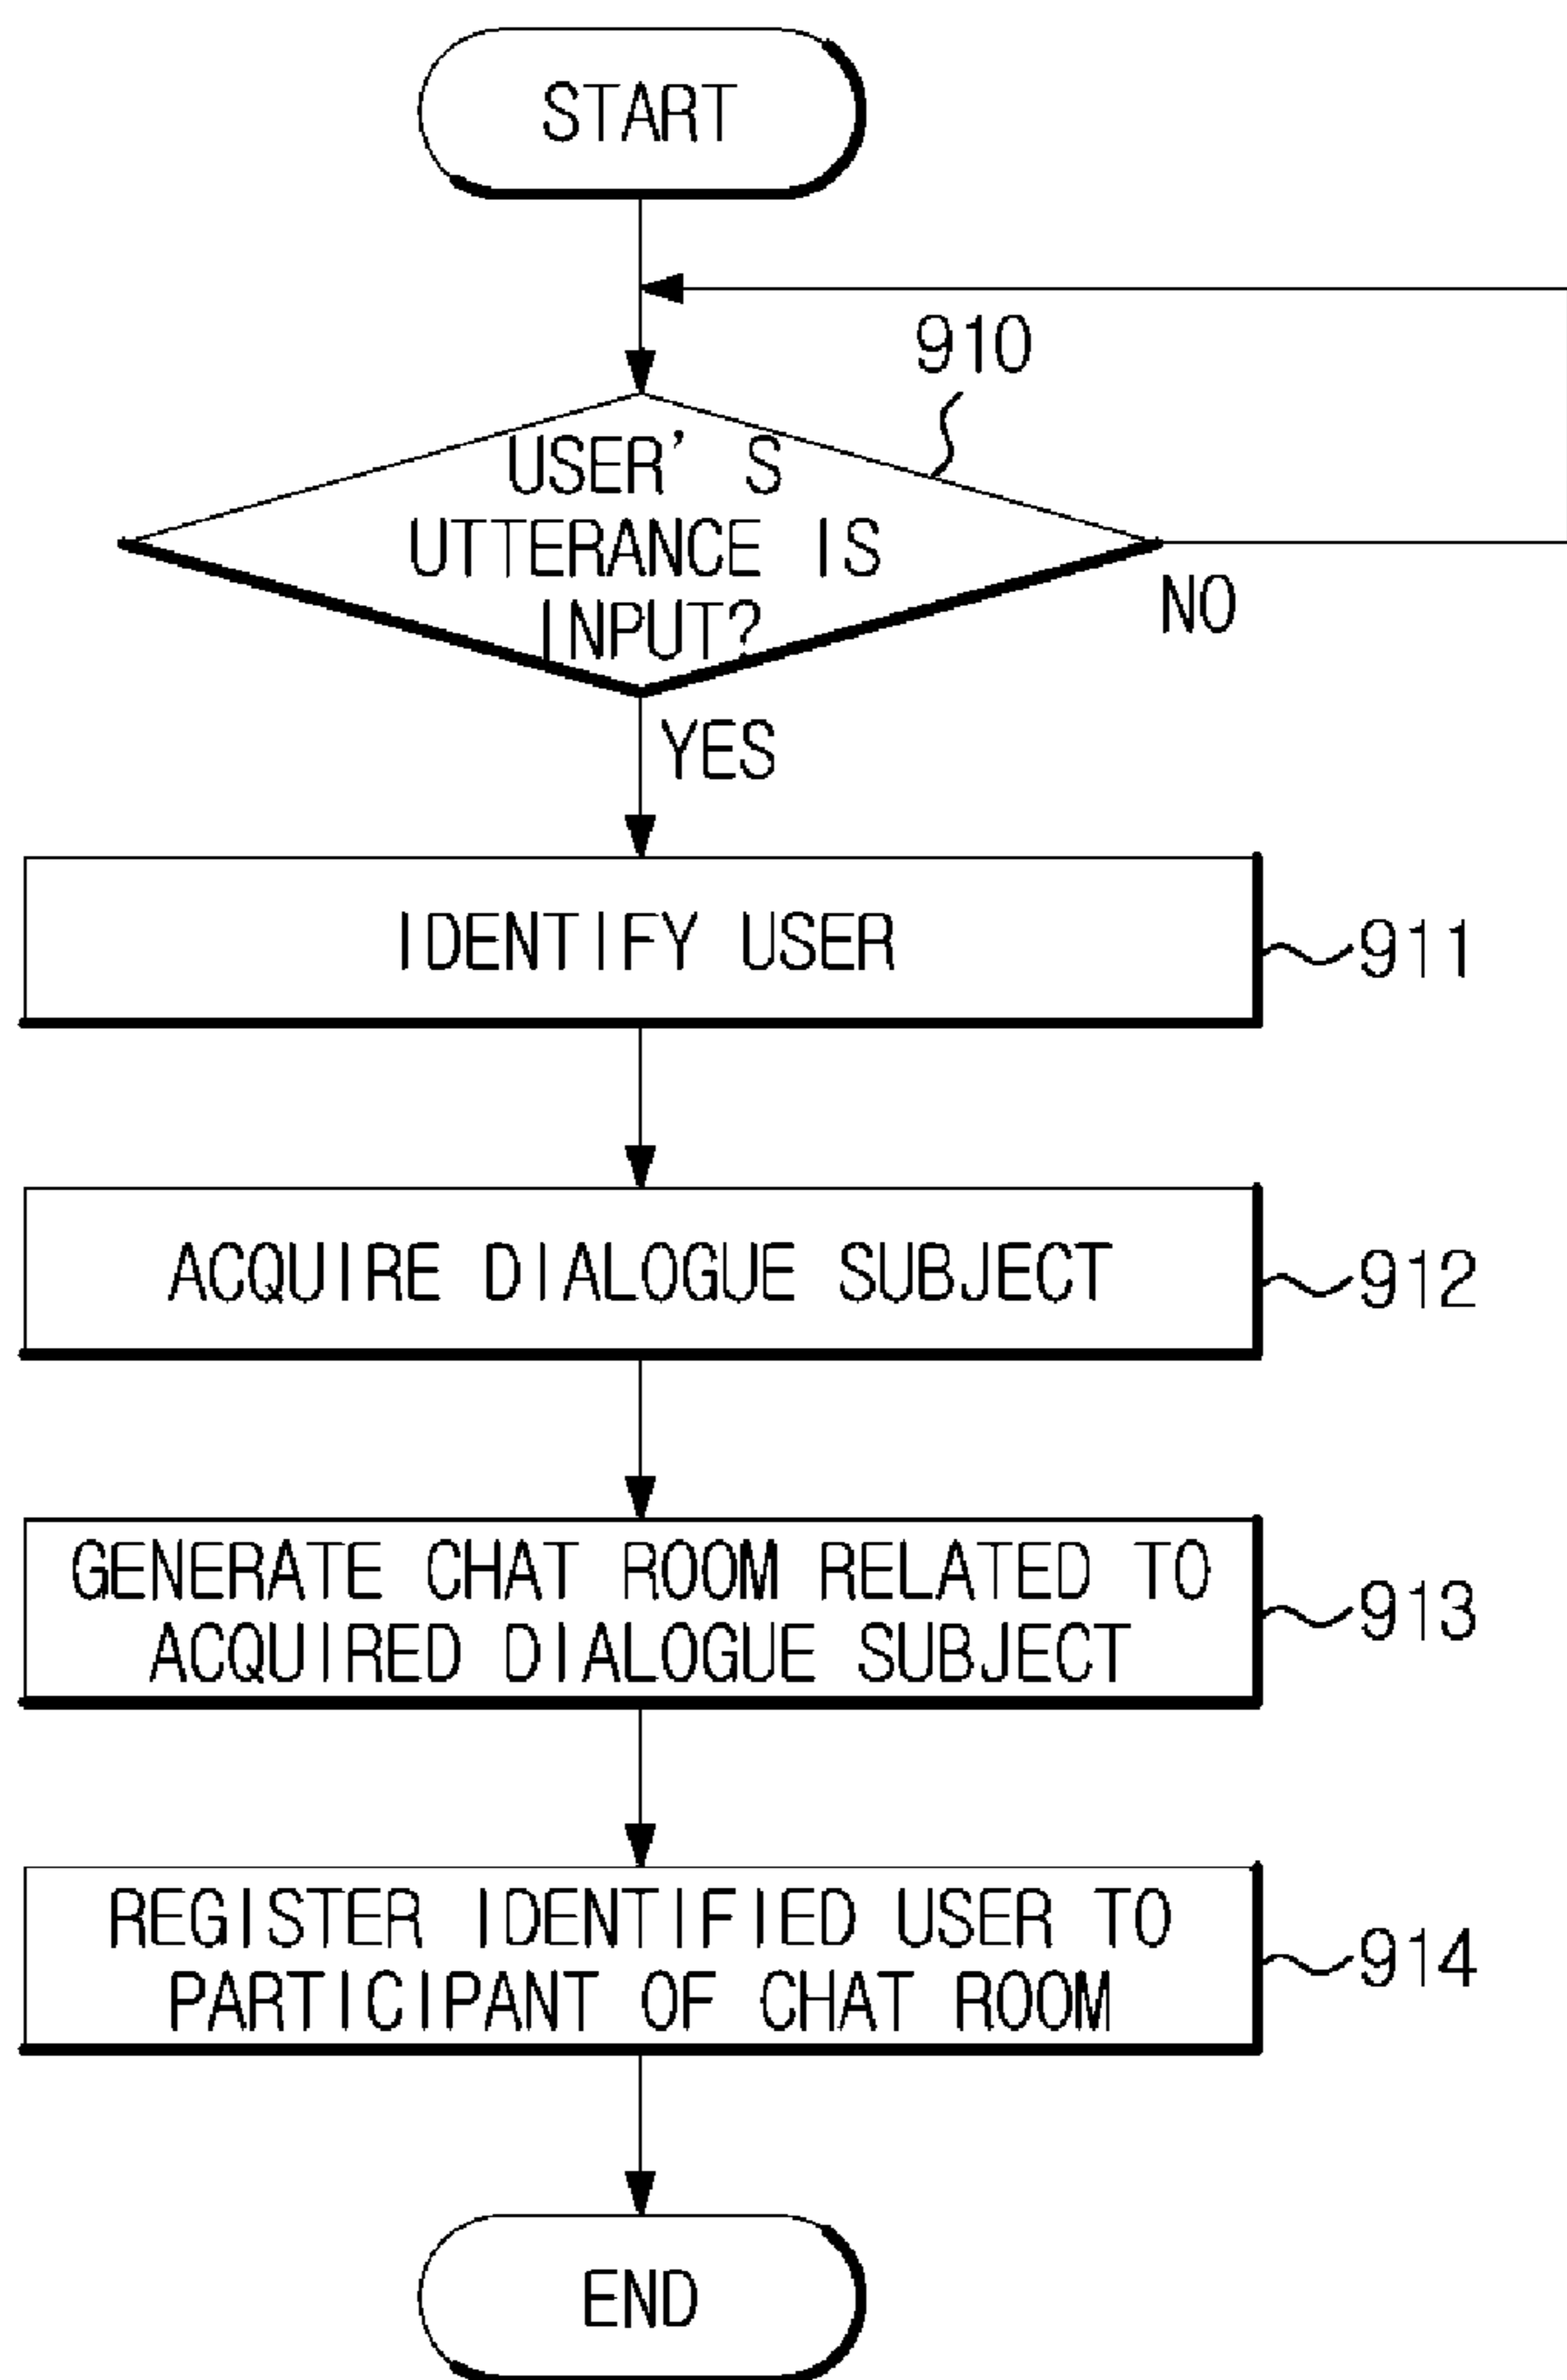 START
910
USER'S
UTTERANCE IS
INPUT?
NO
YES
IDENTIFY USER
911
ACQUIRE DIALOGUE SUBJECT
912
GENERATE CHAT ROOM RELATED TO
ACQUIRED DIALOGUE SUBJECT
913
REGISTER IDENTIFIED USER TO
PARTICIPANT OF CHAT ROOM
914
END